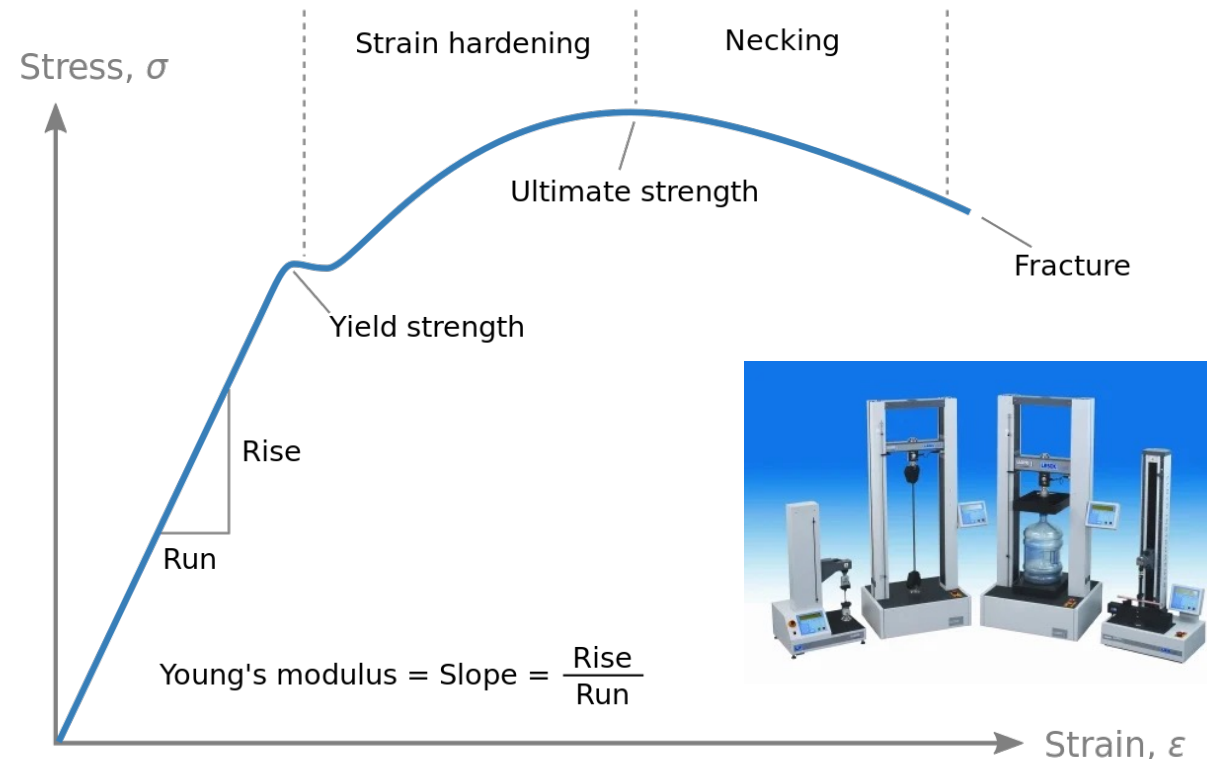 Strain hardening
Necking
Stress, σ
Ultimate strength
Fracture
Yield strength
Rise
Run
Young's modulus = Slope = Rise
Run
Strain, ε